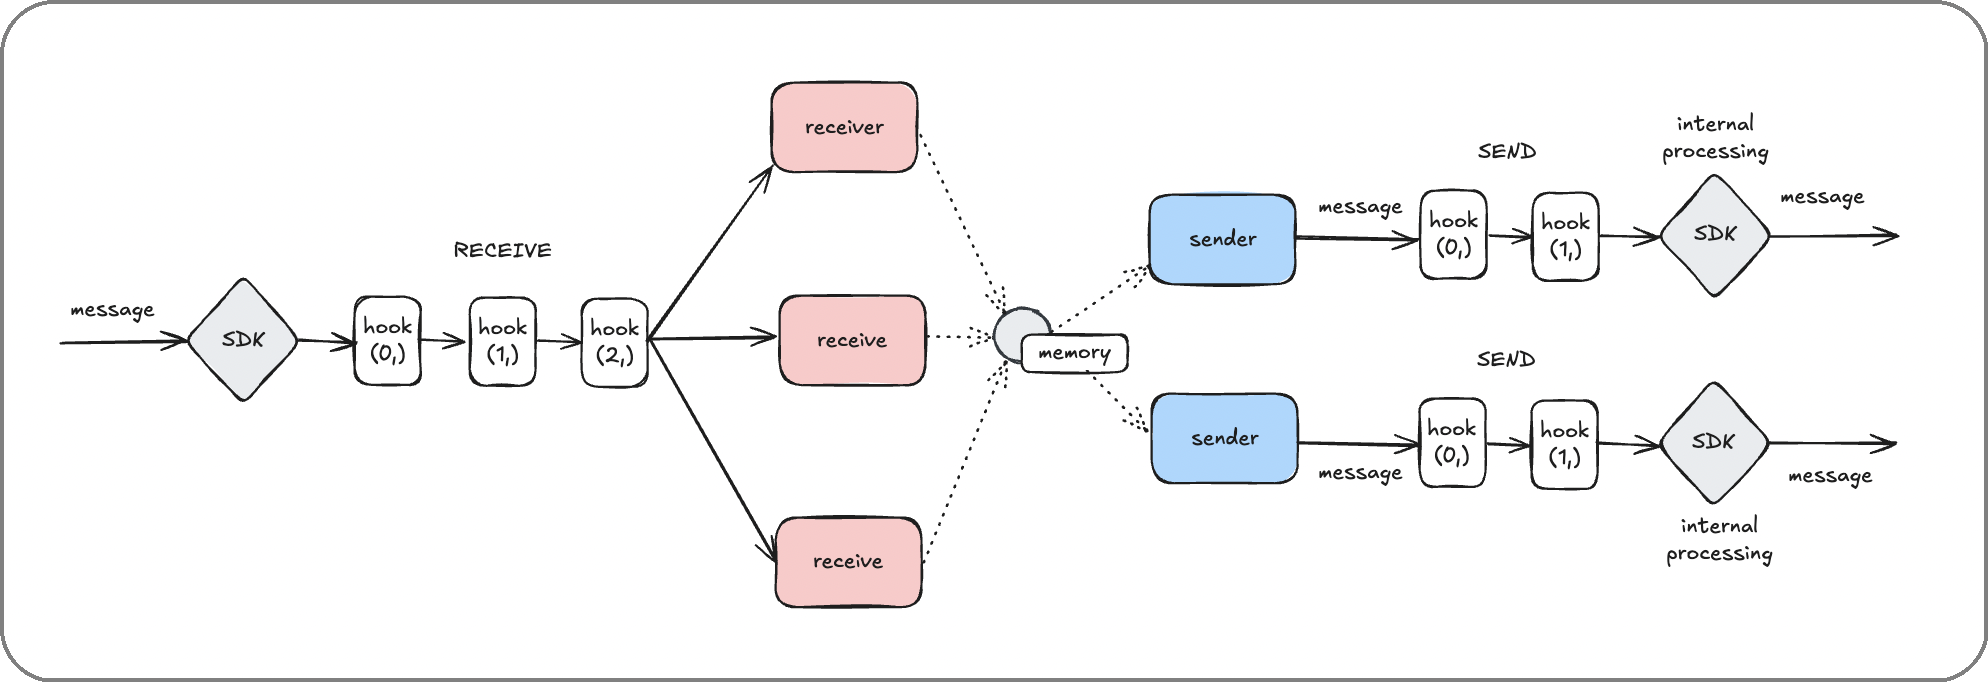 message
SDK
RECEIVE
hook
(0,)
hook
(1,)
hook
(2,)
receiver
receive
receive
memory
sender
message
SEND
hook
(0,)
hook
(1,)
internal
processing
SDK
message
sender
message
SEND
hook
(0,)
hook
(1,)
SDK
internal
processing
message